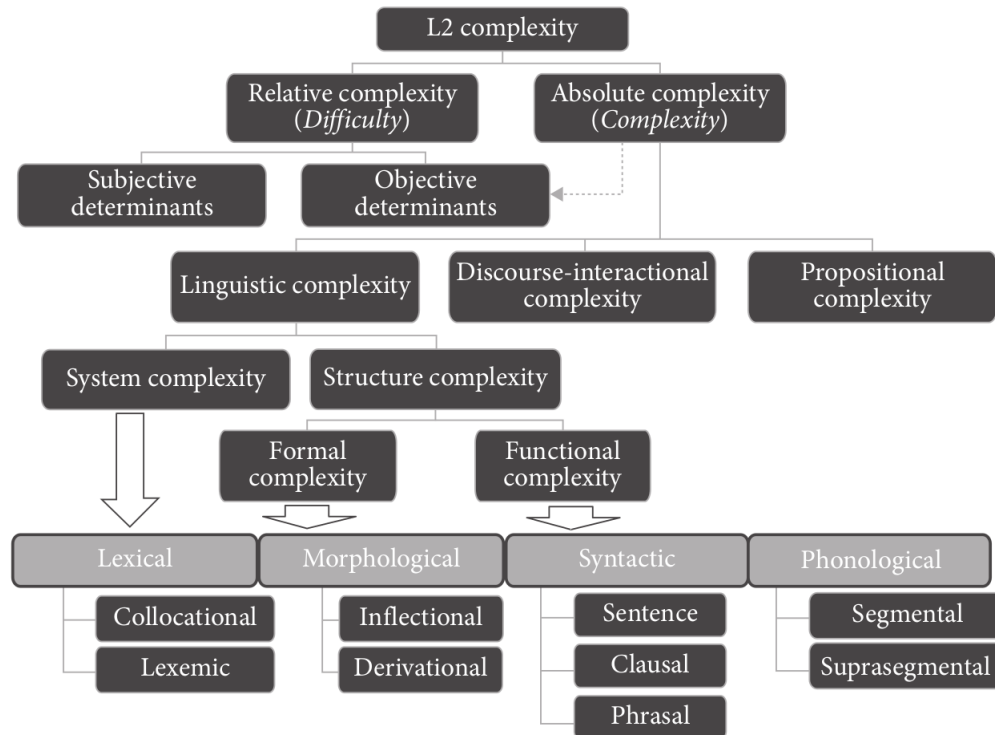 L2 complexity
Relative complexity
(Difficulty)
Absolute complexity
(Complexity)
Subjective
determinants
Objective
determinants
Linguistic complexity
Discourse-interactional
complexity
Propositional
complexity
System complexity
Structure complexity
Formal
complexity
Functional
complexity
Lexical
Morphological
Syntactic
Phonological
Collocational
Lexemic
Inflectional
Derivational
Sentence
Clausal
Phrasal
Segmental
Suprasegmental